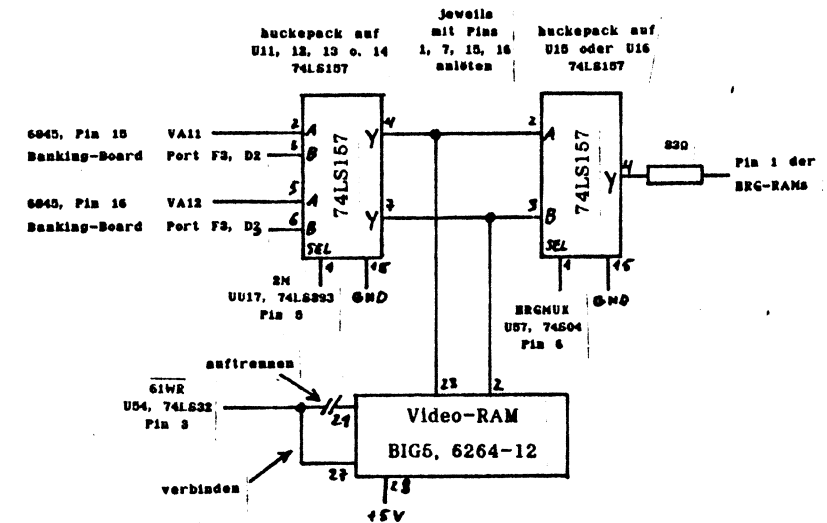 huckepack auf
U11, 12, 13 o. 14
74LS157
jeweils
mit Pins
1, 7, 15, 16
anlöten
huckepack auf
U15 oder U16
74LS157
6845, Pin 15 VA11
Banking-Board Port F3, D2
6845, Pin 16 VA12
Banking-Board Port F3, D3
2 A
3 B
5 A
6 B
SEL
74LS157
Y 4
Y 7
1
15
GND
2M
UU17, 74LS393
Pin 5
2 A
3 B
SEL
74LS157
Y 4
33Ω
Pin 1 der
BRG-RAMs
1
15
GND
BRGMUX
U57, 74S04
Pin 6
auftrennen
61WR
U54, 74LS32
Pin 3
21
27
verbinden
23
2
Video-RAM
BIG5, 6264-12
28
+5V